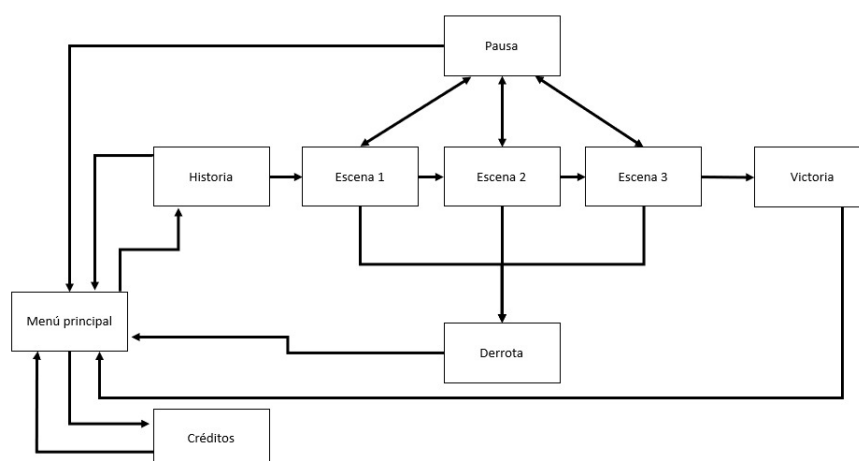 Pausa
Historia
Escena 1
Escena 2
Escena 3
Victoria
Menú principal
Derrota
Créditos